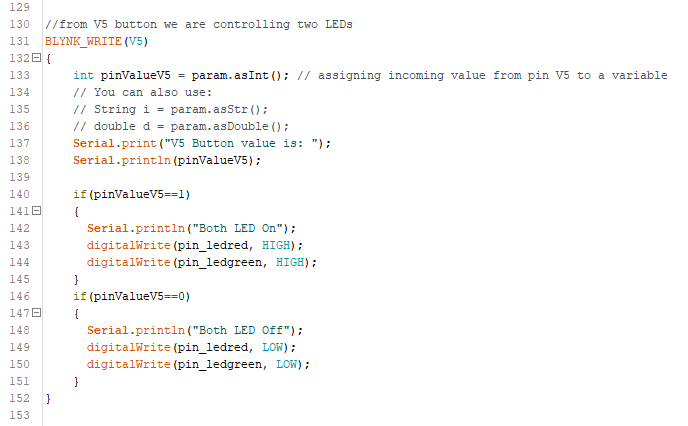 129
130 //from V5 button we are controlling two LEDs
131 BLYNK_WRITE(V5)
132 {
133     int pinValueV5 = param.asInt(); // assigning incoming value from pin V5 to a variable
134     // You can also use:
135     // String i = param.asStr();
136     // double d = param.asDouble();
137     Serial.print("V5 Button value is: ");
138     Serial.println(pinValueV5);
139
140     if(pinValueV5==1)
141     {
142       Serial.println("Both LED On");
143       digitalWrite(pin_ledred, HIGH);
144       digitalWrite(pin_ledgreen, HIGH);
145     }
146     if(pinValueV5==0)
147     {
148       Serial.println("Both LED Off");
149       digitalWrite(pin_ledred, LOW);
150       digitalWrite(pin_ledgreen, LOW);
151     }
152 }
153